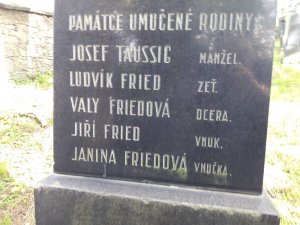 PAMÁTCE UMUČENÉ RODINY:
JOSEF TAUSSIG MANŽEL.
LUDVÍK FRIED ZEŤ.
VALY FRIEDOVÁ DCERA.
JIŘÍ FRIED VNUK.
JANINA FRIEDOVÁ VNUČKA.